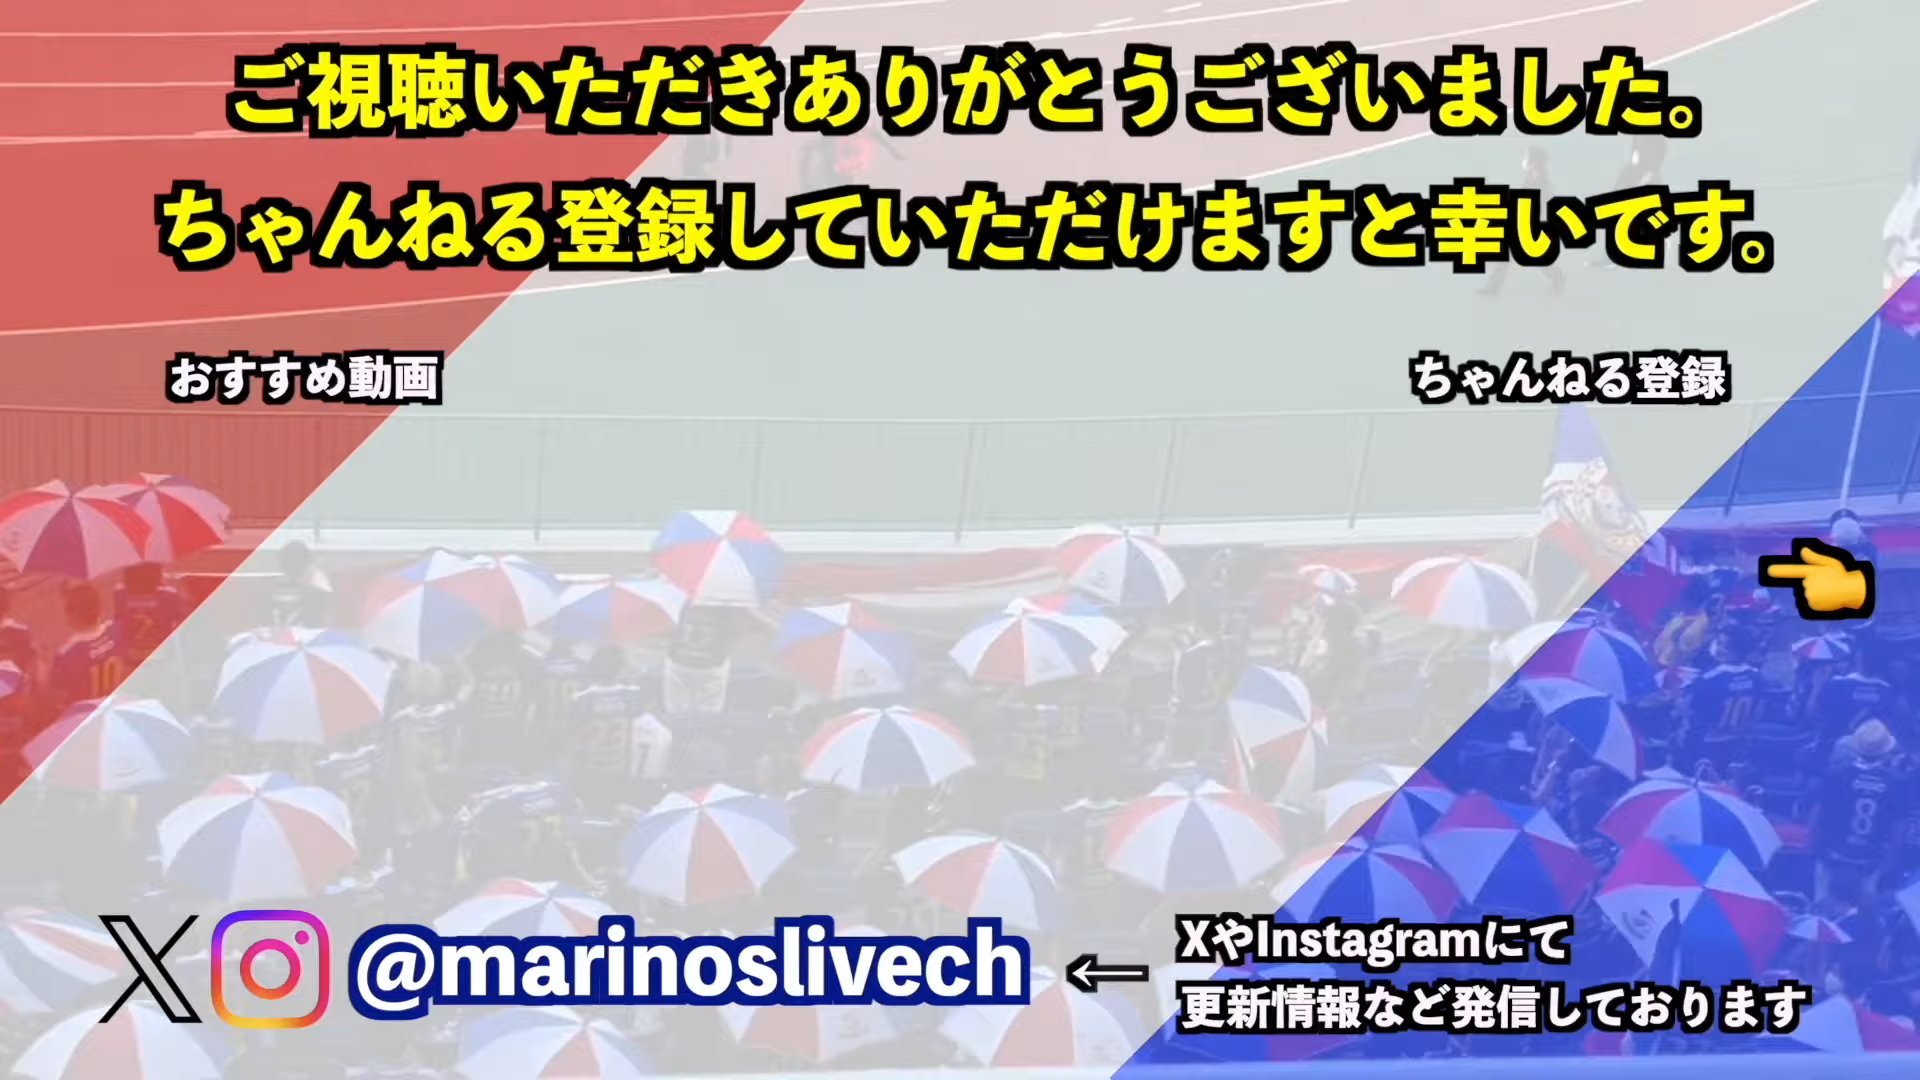 ご視聴いただきありがとうございました。
ちゃんねる登録していただけますと幸いです。
おすすめ動画
ちゃんねる登録
@marinoslivech
←
XやInstagramにて
更新情報など発信しております